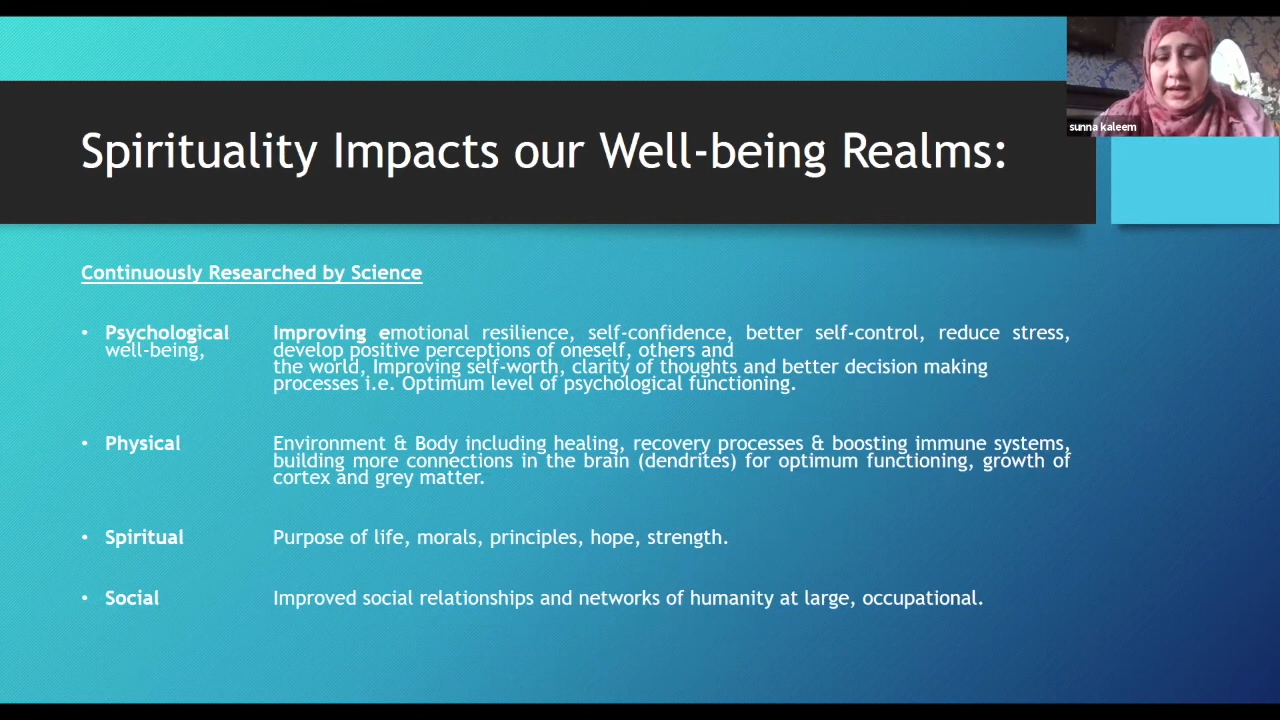 Spirituality Impacts our Well-being Realms:
sunna kaleem
Continuously Researched by Science
• Psychological Improving emotional resilience, self-confidence, better self-control, reduce stress,
well-being, develop positive perceptions of oneself, others and
the world, Improving self-worth, clarity of thoughts and better decision making
processes i.e. Optimum level of psychological functioning.
• Physical Environment & Body including healing, recovery processes & boosting immune systems,
building more connections in the brain (dendrites) for optimum functioning, growth of
cortex and grey matter.
• Spiritual Purpose of life, morals, principles, hope, strength.
• Social Improved social relationships and networks of humanity at large, occupational.